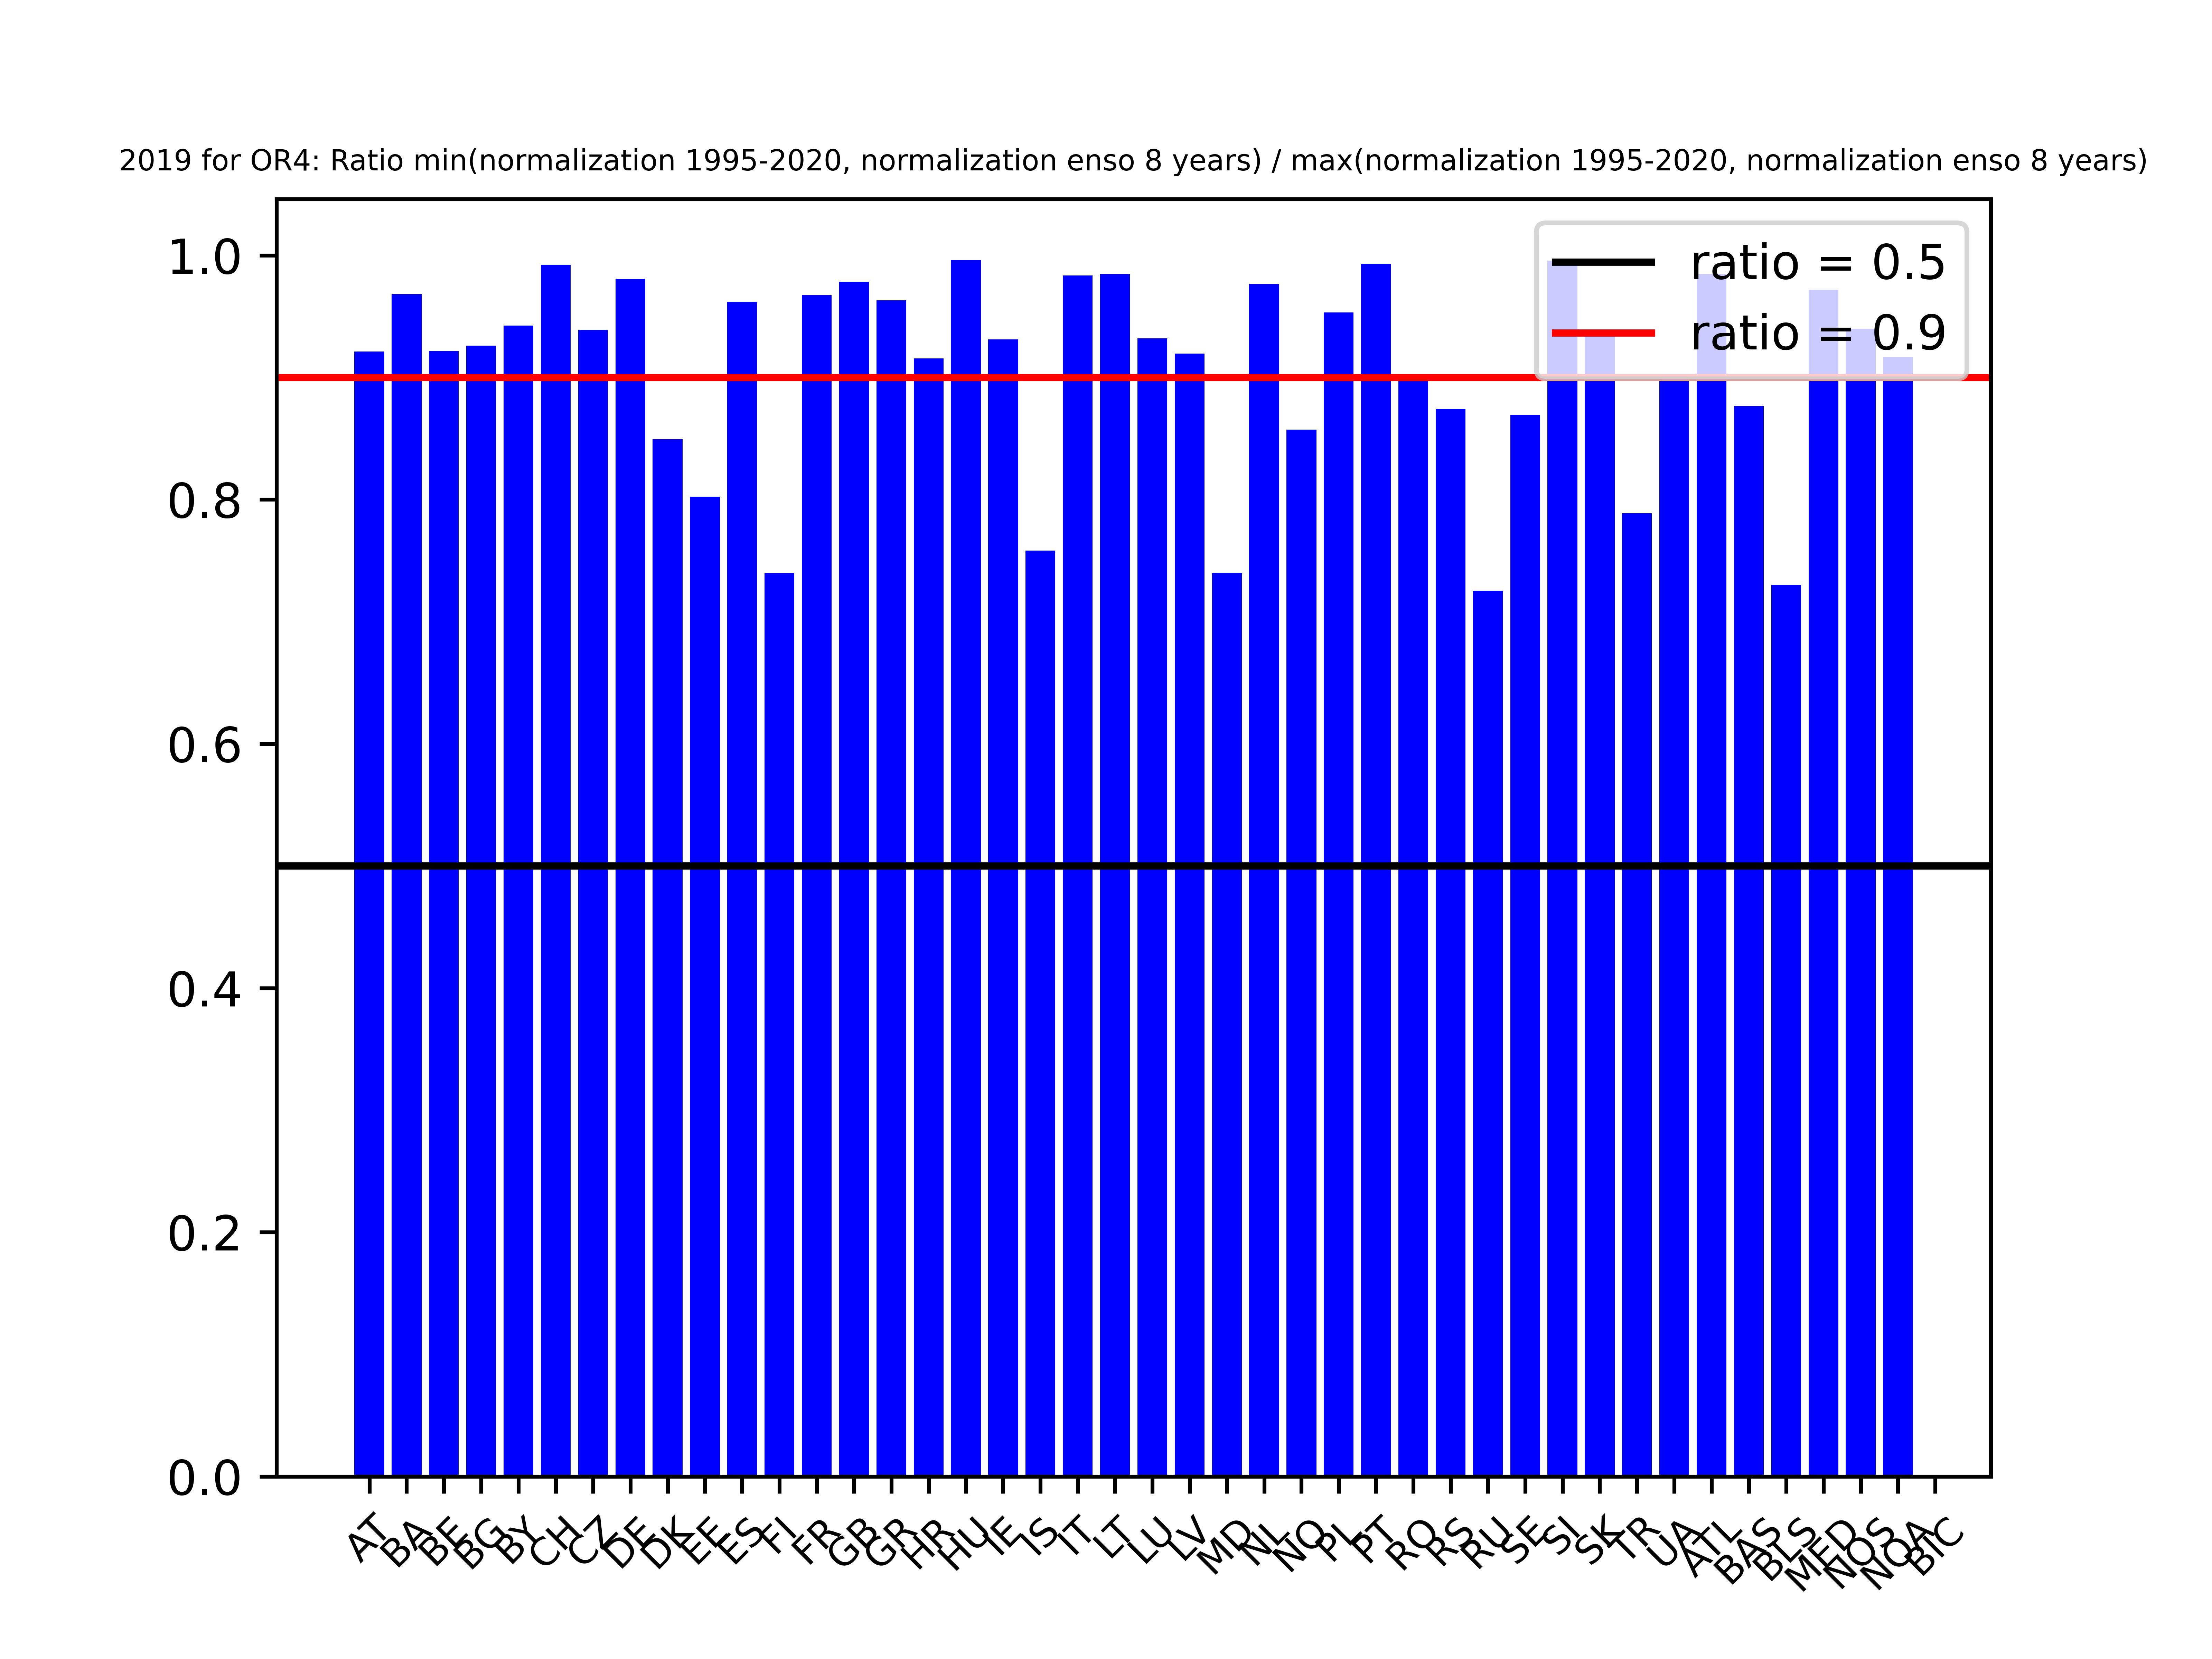 2019 for OR4: Ratio min(normalization 1995-2020, normalization enso 8 years) / max(normalization 1995-2020, normalization enso 8 years)
1.0
ratio = 0.5
ratio = 0.9
0.8
0.6
0.4
0.2
0.0
AT BA BE BG BY CH CZ DE DK EE ES FI FR GB GR HR HU IE IS IT LT LU LV MD NL NO PL PT RO RS RU SE SI SK TR UA ATL BAS BLS MED NOS NOA BIC